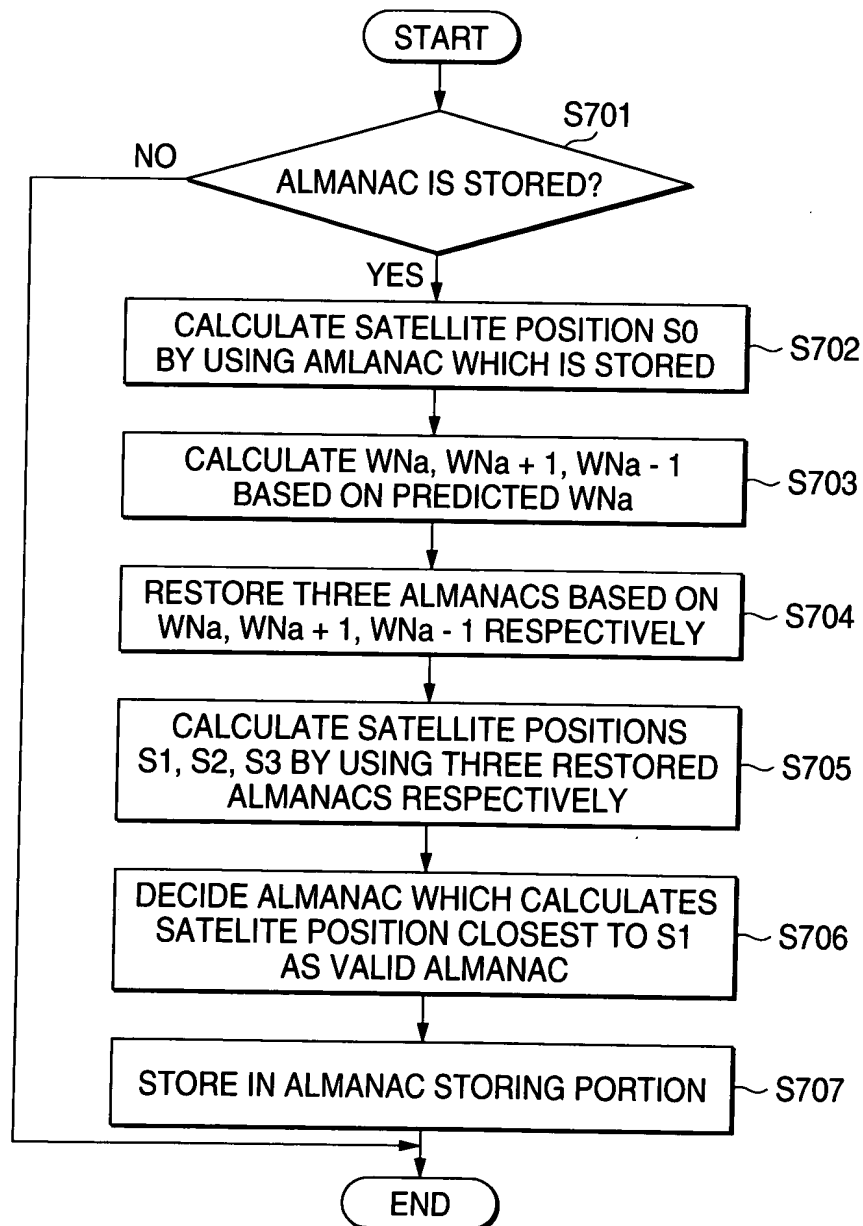 START
S701
NO
ALMANAC IS STORED?
YES
CALCULATE SATELLITE POSITION S0
BY USING AMLANAC WHICH IS STORED
S702
CALCULATE WNa, WNa + 1, WNa - 1
BASED ON PREDICTED WNa
S703
RESTORE THREE ALMANACS BASED ON
WNa, WNa + 1, WNa - 1 RESPECTIVELY
S704
CALCULATE SATELLITE POSITIONS
S1, S2, S3 BY USING THREE RESTORED
ALMANACS RESPECTIVELY
S705
DECIDE ALMANAC WHICH CALCULATES
SATELITE POSITION CLOSEST TO S1
AS VALID ALMANAC
S706
STORE IN ALMANAC STORING PORTION
S707
END